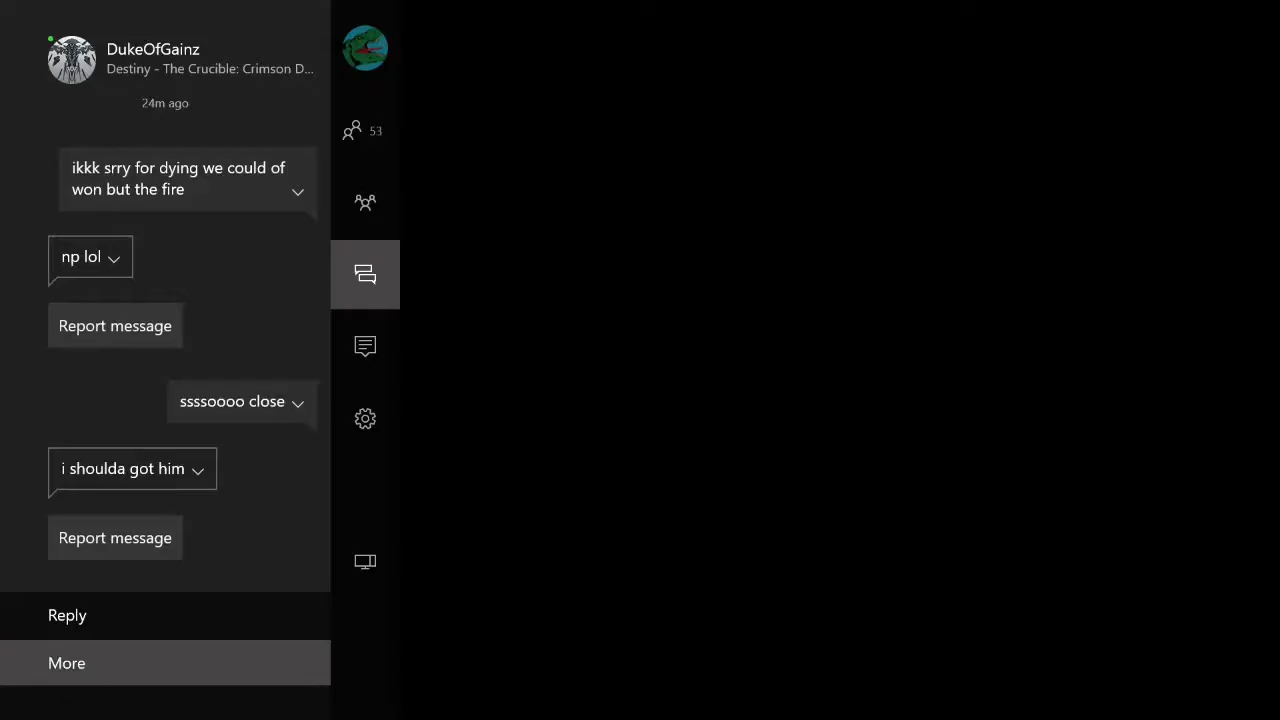 DukeOfGainz
Destiny - The Crucible: Crimson D...
24m ago
53
ikkk srry for dying we could of
won but the fire
np lol
Report message
ssssoooo close
i shoulda got him
Report message
Reply
More